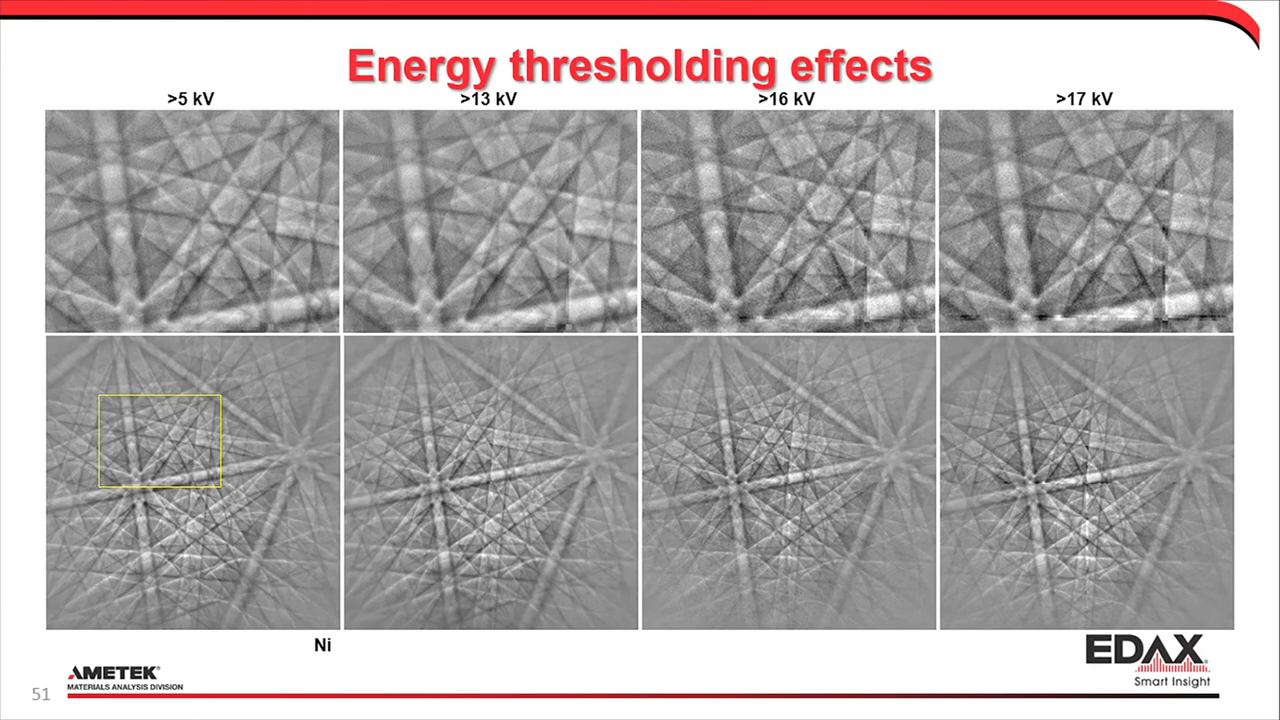 Energy thresholding effects
>5 kV
>13 kV
>16 kV
>17 kV
Ni
AMETEK®
MATERIALS ANALYSIS DIVISION
EDAX®
Smart Insight
51